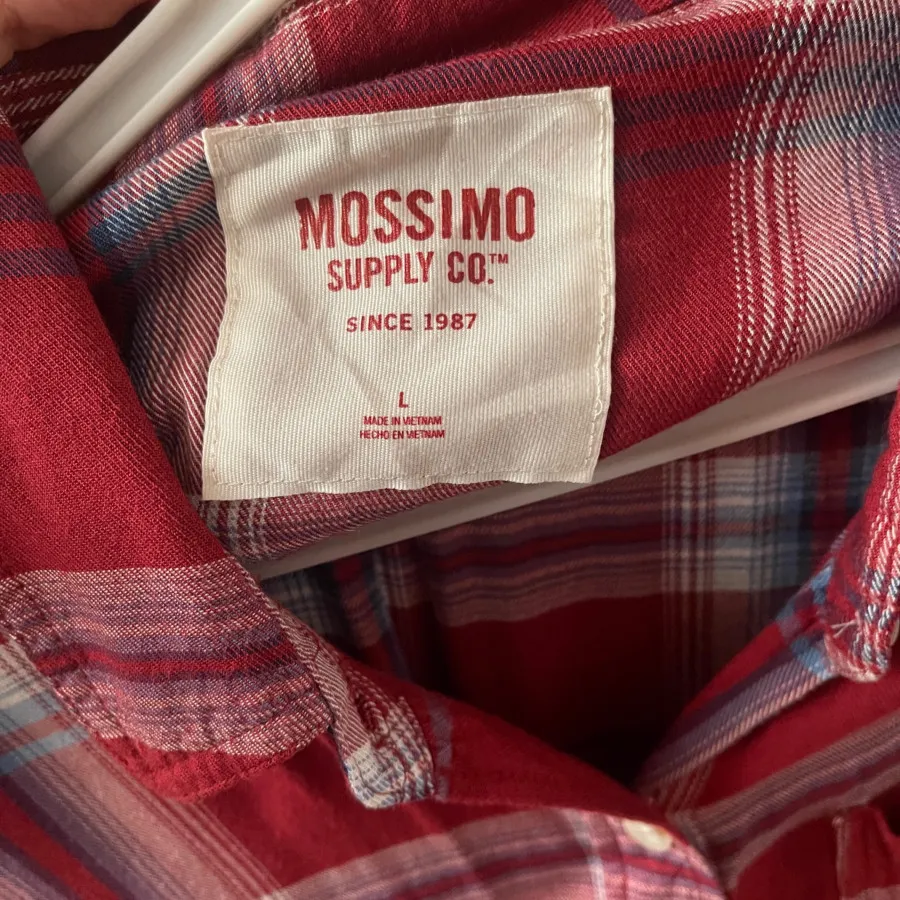 MOSSIMO
SUPPLY CO.™
SINCE 1987
L
MADE IN VIETNAM
HECHO EN VIETNAM